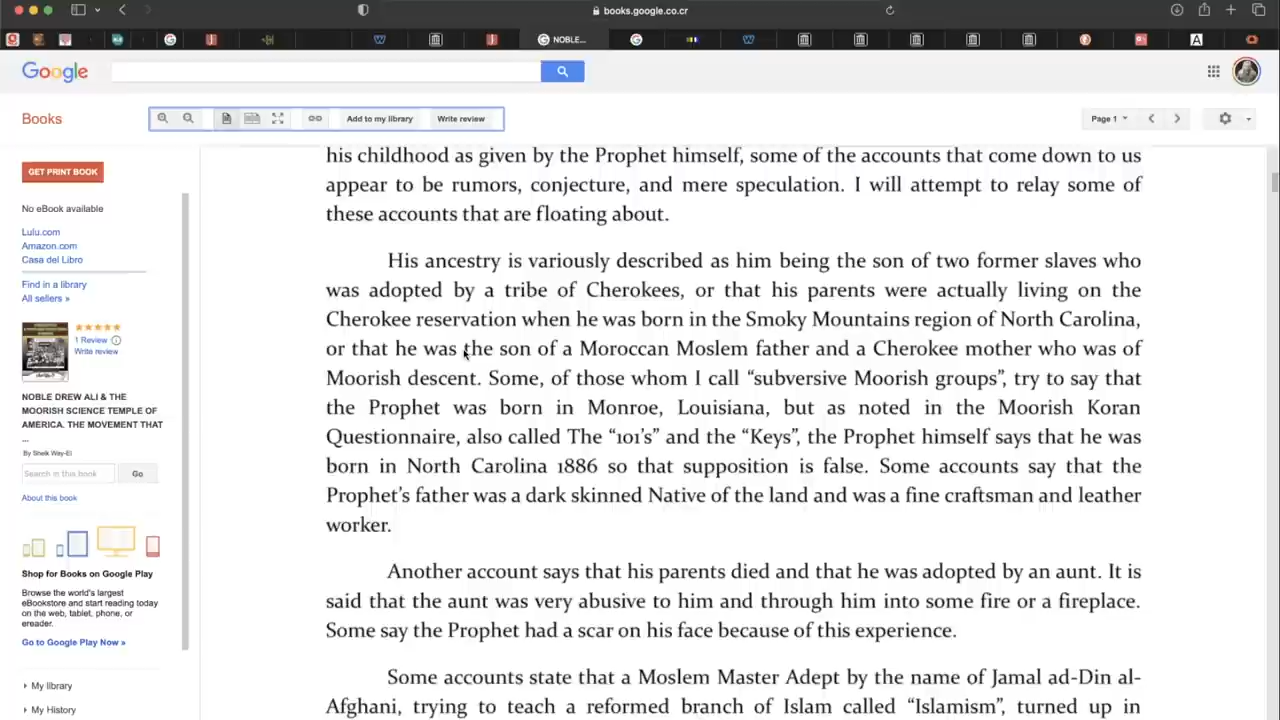 books.google.co.cr
NOBLE...
Google
Books
Add to my library
Write review
Page 1
GET PRINT BOOK
No eBook available
Lulu.com
Amazon.com
Casa del Libro
Find in a library
All sellers »
1 Review
Write review
NOBLE DREW ALI & THE
MOORISH SCIENCE TEMPLE OF
AMERICA. THE MOVEMENT THAT
...
By Sheik Way-El
Search in this book
Go
About this book
Shop for Books on Google Play
Browse the world's largest
eBookstore and start reading today
on the web, tablet, phone, or
ereader.
Go to Google Play Now »
My library
My History
his childhood as given by the Prophet himself, some of the accounts that come down to us
appear to be rumors, conjecture, and mere speculation. I will attempt to relay some of
these accounts that are floating about.
His ancestry is variously described as him being the son of two former slaves who
was adopted by a tribe of Cherokees, or that his parents were actually living on the
Cherokee reservation when he was born in the Smoky Mountains region of North Carolina,
or that he was the son of a Moroccan Moslem father and a Cherokee mother who was of
Moorish descent. Some, of those whom I call “subversive Moorish groups”, try to say that
the Prophet was born in Monroe, Louisiana, but as noted in the Moorish Koran
Questionnaire, also called The “101’s” and the “Keys”, the Prophet himself says that he was
born in North Carolina 1886 so that supposition is false. Some accounts say that the
Prophet’s father was a dark skinned Native of the land and was a fine craftsman and leather
worker.
Another account says that his parents died and that he was adopted by an aunt. It is
said that the aunt was very abusive to him and through him into some fire or a fireplace.
Some say the Prophet had a scar on his face because of this experience.
Some accounts state that a Moslem Master Adept by the name of Jamal ad-Din al-
Afghani, trying to teach a reformed branch of Islam called “Islamism”, turned up in